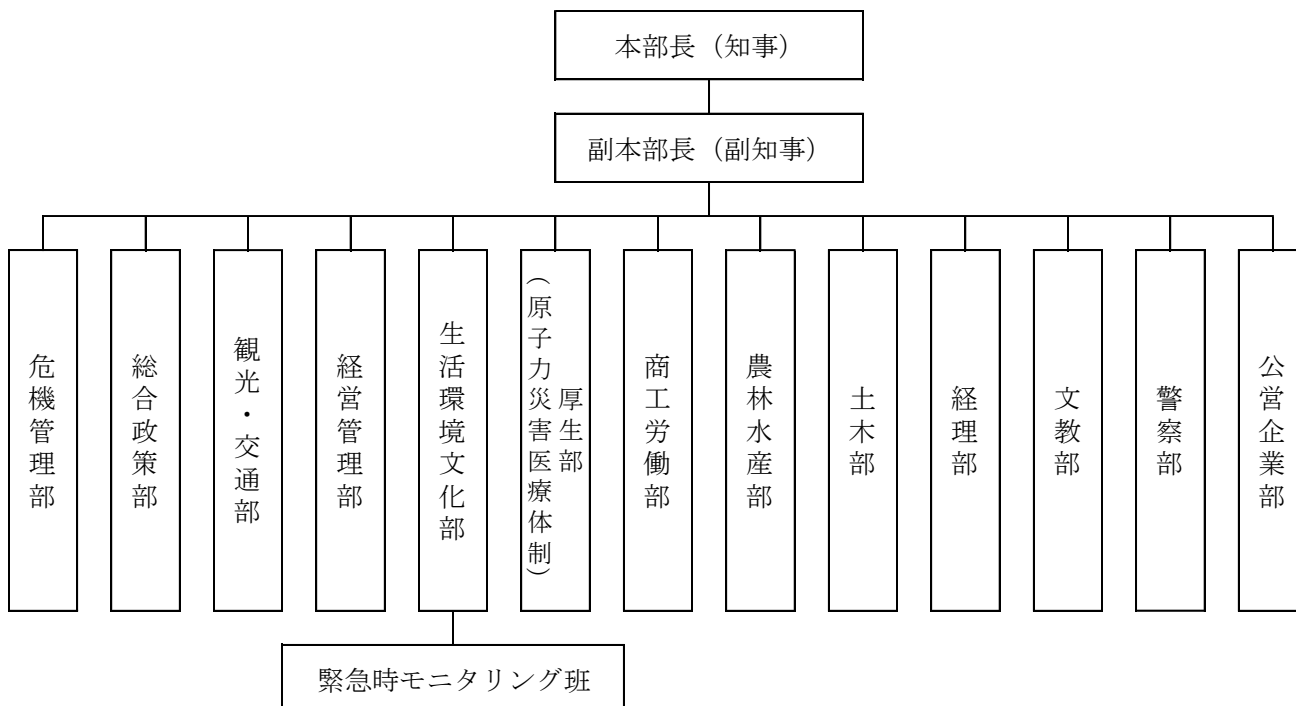 本部長（知事）
副本部長（副知事）
危機管理部
総合政策部
観光・交通部
経営管理部
生活環境文化部
厚生部
（原子力災害医療体制）
商工労働部
農林水産部
土木部
経理部
文教部
警察部
公営企業部
緊急時モニタリング班